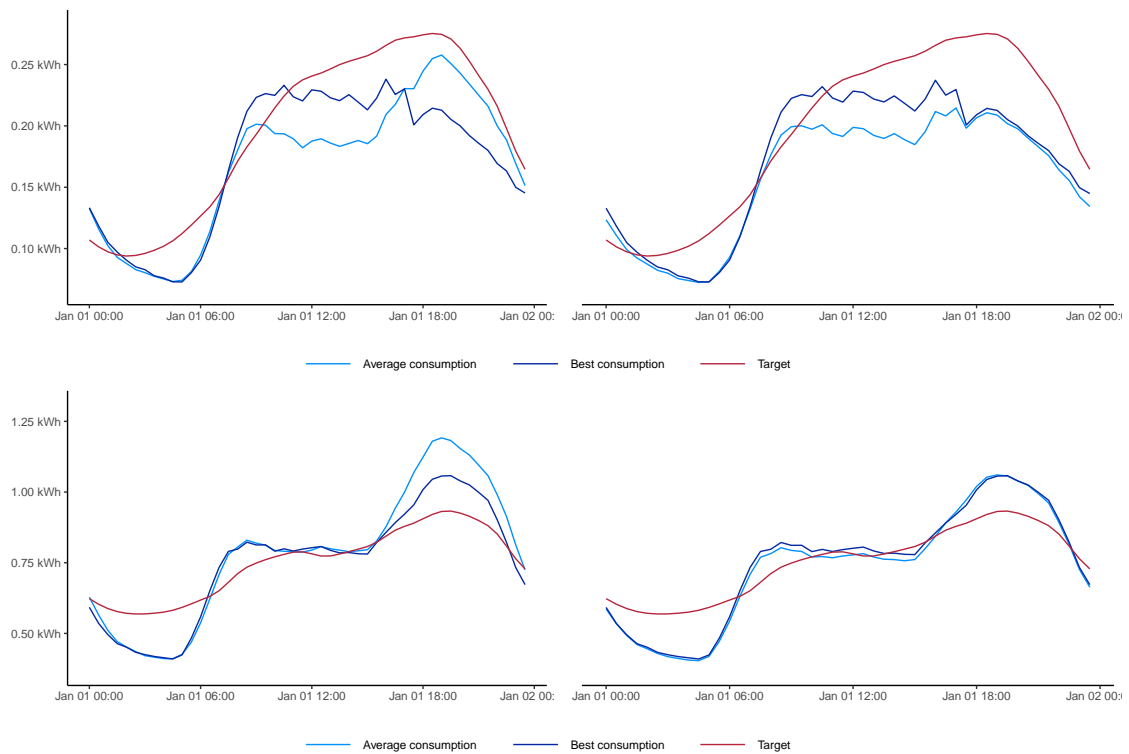 0.25 kWh
0.20 kWh
0.15 kWh
0.10 kWh
Jan 01 00:00 Jan 01 06:00 Jan 01 12:00 Jan 01 18:00 Jan 02 00: Jan 01 00:00 Jan 01 06:00 Jan 01 12:00 Jan 01 18:00 Jan 02 00:
Average consumption Best consumption Target
1.25 kWh
1.00 kWh
0.75 kWh
0.50 kWh
Jan 01 00:00 Jan 01 06:00 Jan 01 12:00 Jan 01 18:00 Jan 02 00: Jan 01 00:00 Jan 01 06:00 Jan 01 12:00 Jan 01 18:00 Jan 02 00:
Average consumption Best consumption Target